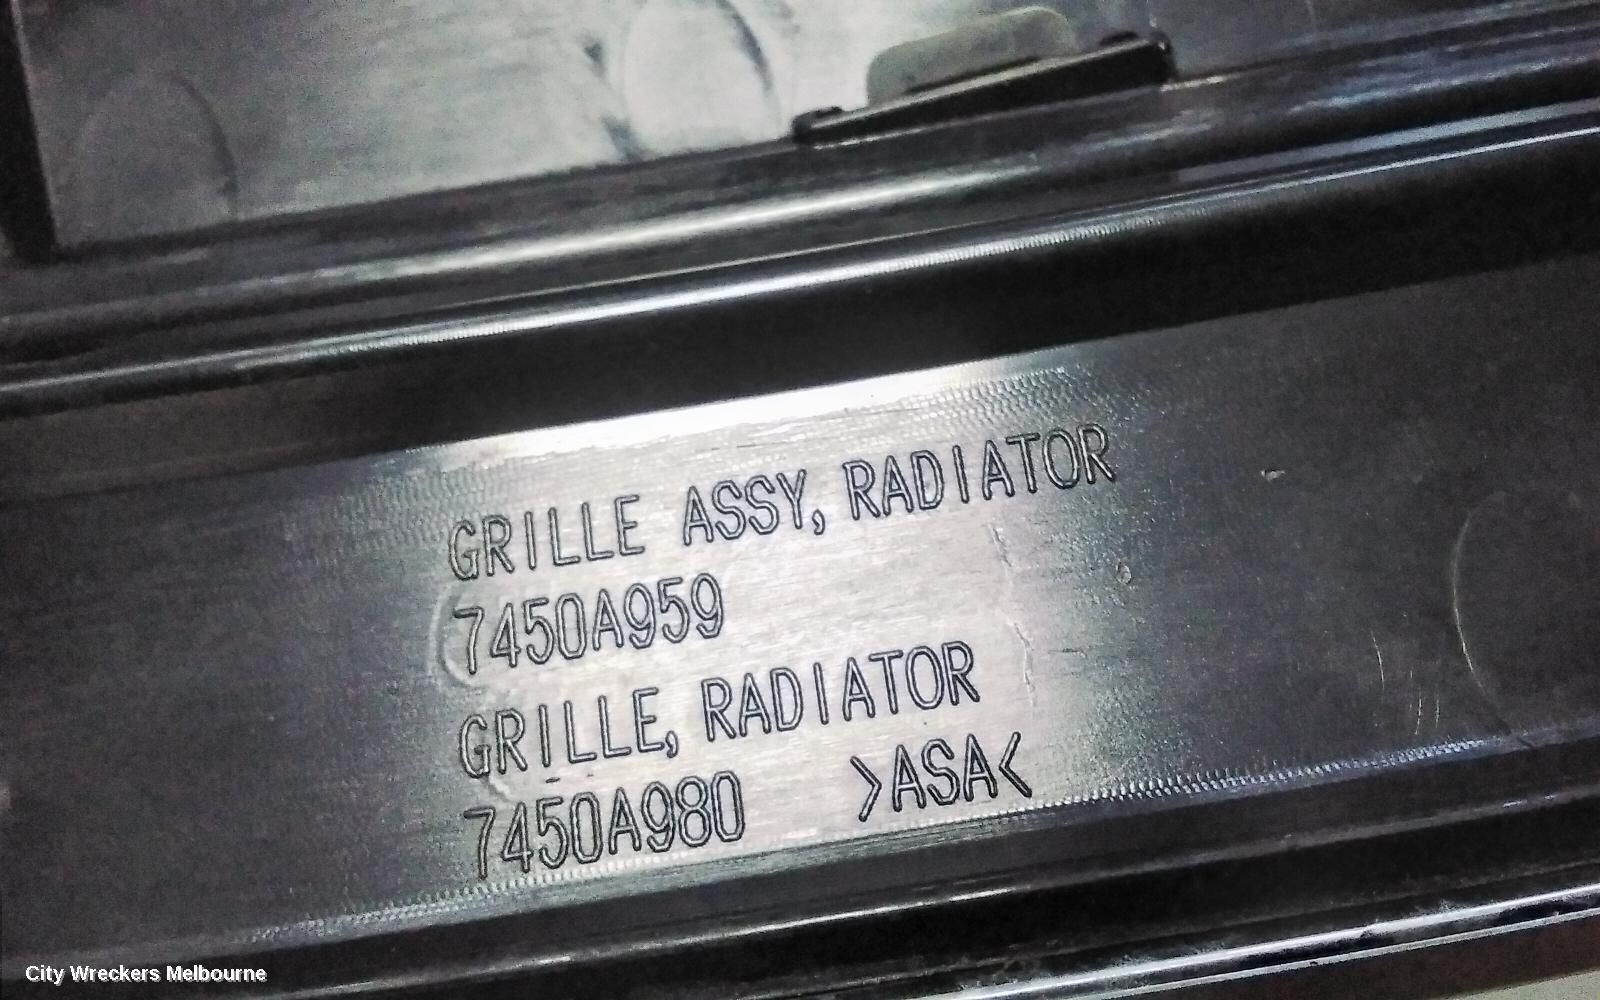 GRILLE ASSY, RADIATOR
7450A959
GRILLE, RADIATOR
7450A980 >ASA<
City Wreckers Melbourne